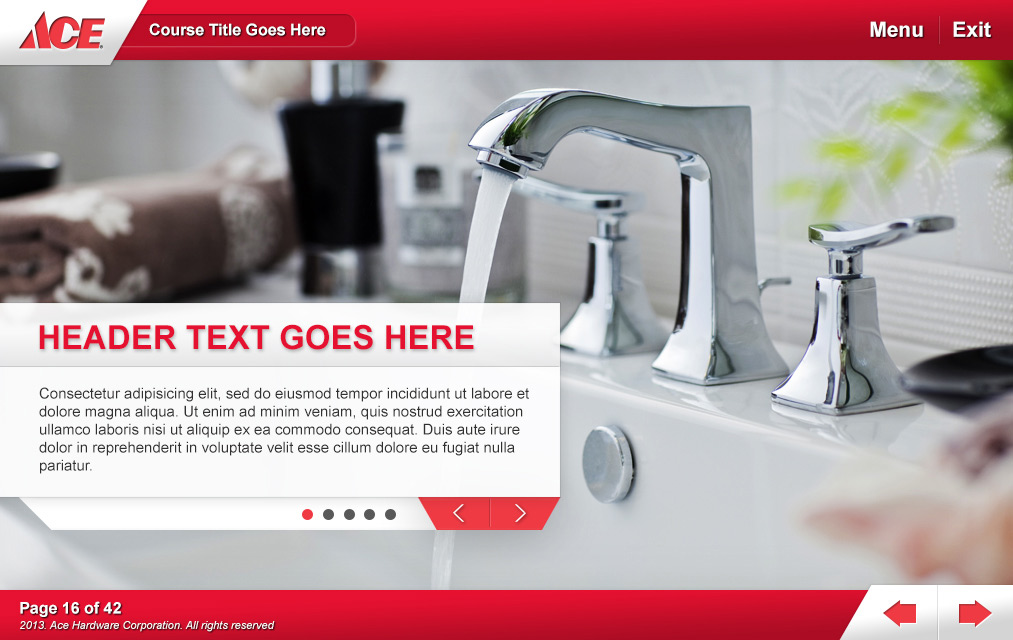 ACE
Course Title Goes Here
Menu
Exit
HEADER TEXT GOES HERE
Consectetur adipisicing elit, sed do eiusmod tempor incididunt ut labore et
dolore magna aliqua. Ut enim ad minim veniam, quis nostrud exercitation
ullamco laboris nisi ut aliquip ex ea commodo consequat. Duis aute irure
dolor in reprehenderit in voluptate velit esse cillum dolore eu fugiat nulla
pariatur.
Page 16 of 42
2013. Ace Hardware Corporation. All rights reserved